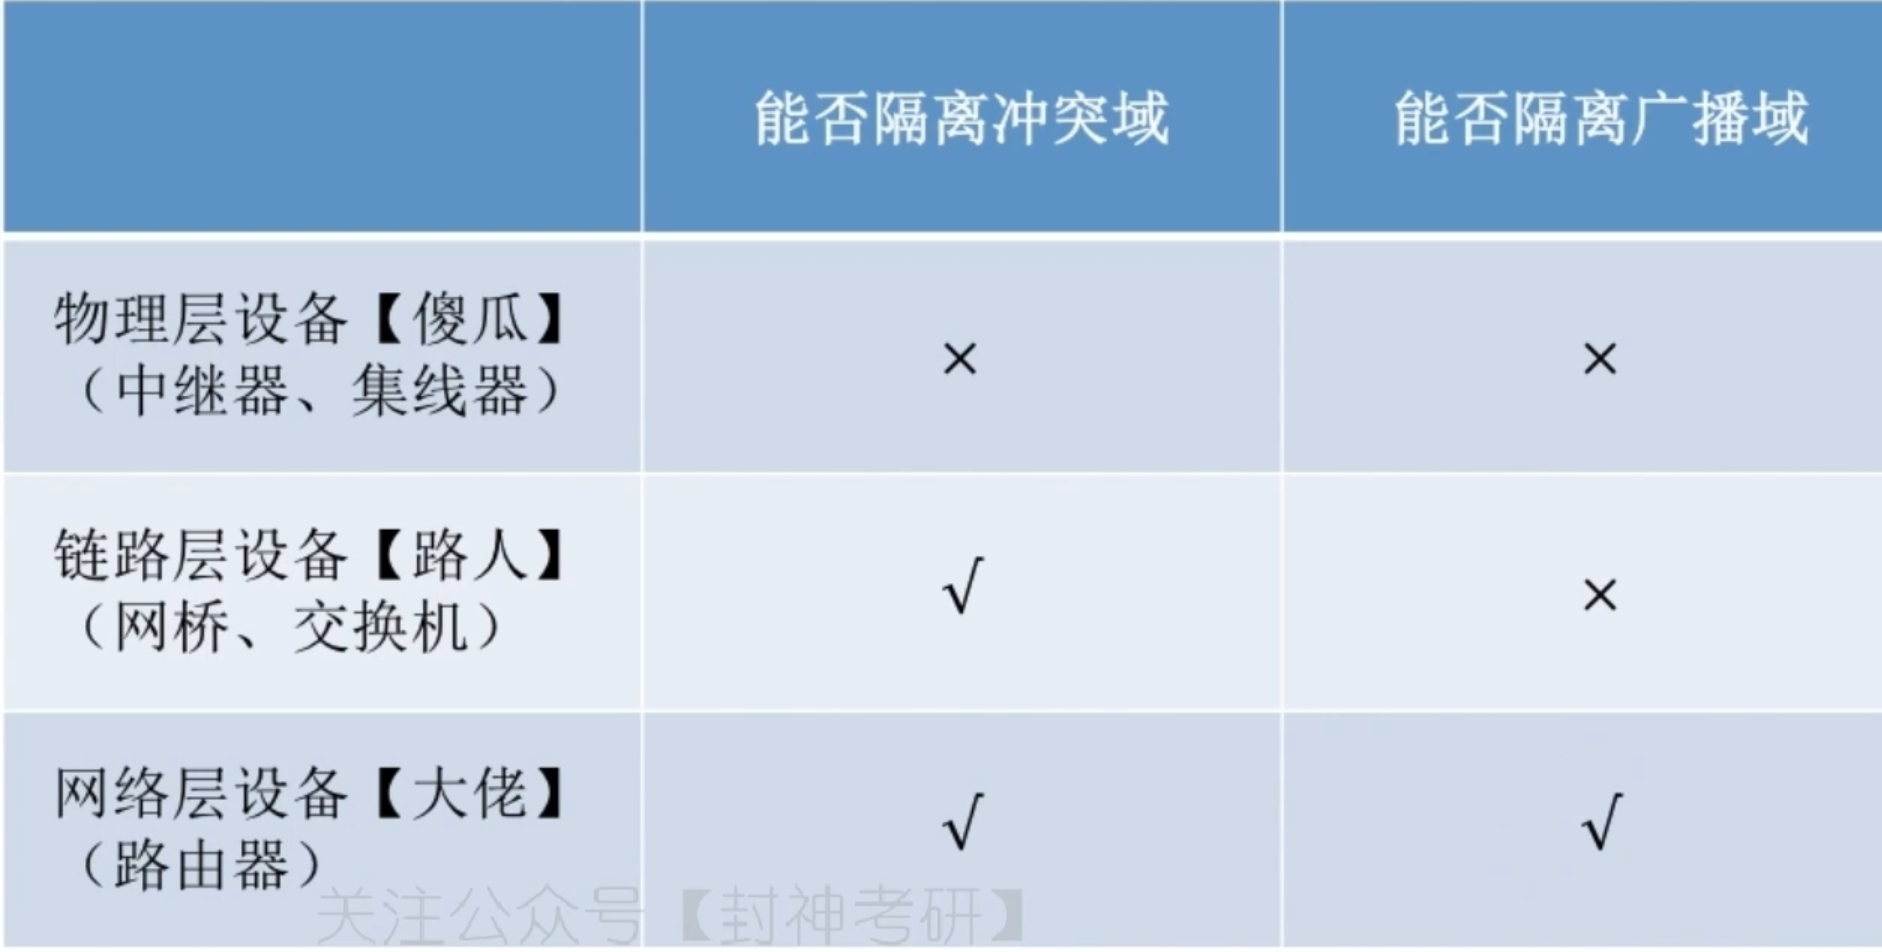 能否隔离冲突域 能否隔离广播域
物理层设备【傻瓜】
（中继器、集线器）
× ×
链路层设备【路人】
（网桥、交换机）
√ ×
网络层设备【大佬】
（路由器）
√ √
关注公众号【封神考研】